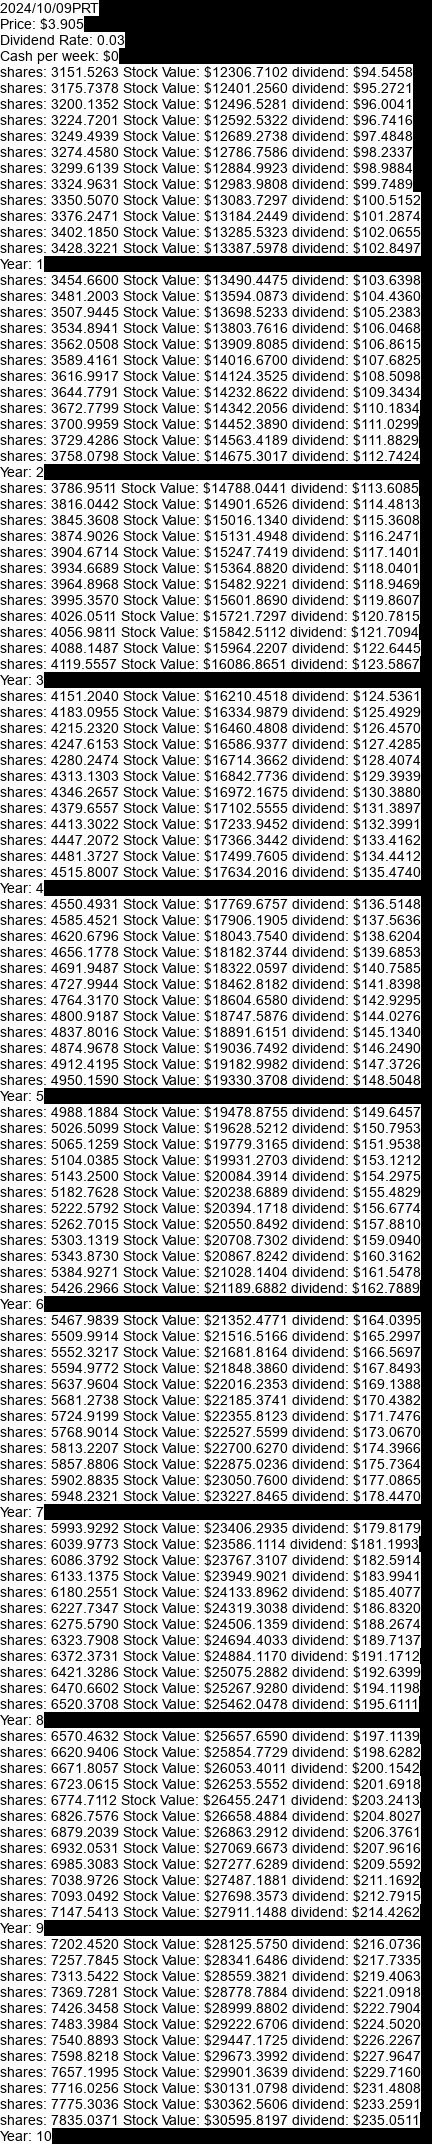 2024/10/09PRT
Price: $3.905
Dividend Rate: 0.03
Cash per week: $0
shares: 3151.5263 Stock Value: $12306.7102 dividend: $94.5458
shares: 3175.7378 Stock Value: $12401.2560 dividend: $95.2721
shares: 3200.1352 Stock Value: $12496.5281 dividend: $96.0041
shares: 3224.7201 Stock Value: $12592.5322 dividend: $96.7416
shares: 3249.4939 Stock Value: $12689.2738 dividend: $97.4848
shares: 3274.4580 Stock Value: $12786.7586 dividend: $98.2337
shares: 3299.6139 Stock Value: $12884.9923 dividend: $98.9884
shares: 3324.9631 Stock Value: $12983.9808 dividend: $99.7489
shares: 3350.5070 Stock Value: $13083.7297 dividend: $100.5152
shares: 3376.2471 Stock Value: $13184.2449 dividend: $101.2874
shares: 3402.1850 Stock Value: $13285.5323 dividend: $102.0655
shares: 3428.3221 Stock Value: $13387.5978 dividend: $102.8497
Year: 1
shares: 3454.6600 Stock Value: $13490.4475 dividend: $103.6398
shares: 3481.2003 Stock Value: $13594.0873 dividend: $104.4360
shares: 3507.9445 Stock Value: $13698.5233 dividend: $105.2383
shares: 3534.8941 Stock Value: $13803.7616 dividend: $106.0468
shares: 3562.0508 Stock Value: $13909.8085 dividend: $106.8615
shares: 3589.4161 Stock Value: $14016.6700 dividend: $107.6825
shares: 3616.9917 Stock Value: $14124.3525 dividend: $108.5098
shares: 3644.7791 Stock Value: $14232.8622 dividend: $109.3434
shares: 3672.7799 Stock Value: $14342.2056 dividend: $110.1834
shares: 3700.9959 Stock Value: $14452.3890 dividend: $111.0299
shares: 3729.4286 Stock Value: $14563.4189 dividend: $111.8829
shares: 3758.0798 Stock Value: $14675.3017 dividend: $112.7424
Year: 2
shares: 3786.9511 Stock Value: $14788.0441 dividend: $113.6085
shares: 3816.0442 Stock Value: $14901.6526 dividend: $114.4813
shares: 3845.3608 Stock Value: $15016.1340 dividend: $115.3608
shares: 3874.9026 Stock Value: $15131.4948 dividend: $116.2471
shares: 3904.6714 Stock Value: $15247.7419 dividend: $117.1401
shares: 3934.6689 Stock Value: $15364.8820 dividend: $118.0401
shares: 3964.8968 Stock Value: $15482.9221 dividend: $118.9469
shares: 3995.3570 Stock Value: $15601.8690 dividend: $119.8607
shares: 4026.0511 Stock Value: $15721.7297 dividend: $120.7815
shares: 4056.9811 Stock Value: $15842.5112 dividend: $121.7094
shares: 4088.1487 Stock Value: $15964.2207 dividend: $122.6445
shares: 4119.5557 Stock Value: $16086.8651 dividend: $123.5867
Year: 3
shares: 4151.2040 Stock Value: $16210.4518 dividend: $124.5361
shares: 4183.0955 Stock Value: $16334.9879 dividend: $125.4929
shares: 4215.2320 Stock Value: $16460.4808 dividend: $126.4570
shares: 4247.6153 Stock Value: $16586.9377 dividend: $127.4285
shares: 4280.2474 Stock Value: $16714.3662 dividend: $128.4074
shares: 4313.1303 Stock Value: $16842.7736 dividend: $129.3939
shares: 4346.2657 Stock Value: $16972.1675 dividend: $130.3880
shares: 4379.6557 Stock Value: $17102.5555 dividend: $131.3897
shares: 4413.3022 Stock Value: $17233.9452 dividend: $132.3991
shares: 4447.2072 Stock Value: $17366.3442 dividend: $133.4162
shares: 4481.3727 Stock Value: $17499.7605 dividend: $134.4412
shares: 4515.8007 Stock Value: $17634.2016 dividend: $135.4740
Year: 4
shares: 4550.4931 Stock Value: $17769.6757 dividend: $136.5148
shares: 4585.4521 Stock Value: $17906.1905 dividend: $137.5636
shares: 4620.6796 Stock Value: $18043.7540 dividend: $138.6204
shares: 4656.1778 Stock Value: $18182.3744 dividend: $139.6853
shares: 4691.9487 Stock Value: $18322.0597 dividend: $140.7585
shares: 4727.9944 Stock Value: $18462.8182 dividend: $141.8398
shares: 4764.3170 Stock Value: $18604.6580 dividend: $142.9295
shares: 4800.9187 Stock Value: $18747.5876 dividend: $144.0276
shares: 4837.8016 Stock Value: $18891.6151 dividend: $145.1340
shares: 4874.9678 Stock Value: $19036.7492 dividend: $146.2490
shares: 4912.4195 Stock Value: $19182.9982 dividend: $147.3726
shares: 4950.1590 Stock Value: $19330.3708 dividend: $148.5048
Year: 5
shares: 4988.1884 Stock Value: $19478.8755 dividend: $149.6457
shares: 5026.5099 Stock Value: $19628.5212 dividend: $150.7953
shares: 5065.1259 Stock Value: $19779.3165 dividend: $151.9538
shares: 5104.0385 Stock Value: $19931.2703 dividend: $153.1212
shares: 5143.2500 Stock Value: $20084.3914 dividend: $154.2975
shares: 5182.7628 Stock Value: $20238.6889 dividend: $155.4829
shares: 5222.5792 Stock Value: $20394.1718 dividend: $156.6774
shares: 5262.7015 Stock Value: $20550.8492 dividend: $157.8810
shares: 5303.1319 Stock Value: $20708.7302 dividend: $159.0940
shares: 5343.8730 Stock Value: $20867.8242 dividend: $160.3162
shares: 5384.9271 Stock Value: $21028.1404 dividend: $161.5478
shares: 5426.2966 Stock Value: $21189.6882 dividend: $162.7889
Year: 6
shares: 5467.9839 Stock Value: $21352.4771 dividend: $164.0395
shares: 5509.9914 Stock Value: $21516.5166 dividend: $165.2997
shares: 5552.3217 Stock Value: $21681.8164 dividend: $166.5697
shares: 5594.9772 Stock Value: $21848.3860 dividend: $167.8493
shares: 5637.9604 Stock Value: $22016.2353 dividend: $169.1388
shares: 5681.2738 Stock Value: $22185.3741 dividend: $170.4382
shares: 5724.9199 Stock Value: $22355.8123 dividend: $171.7476
shares: 5768.9014 Stock Value: $22527.5599 dividend: $173.0670
shares: 5813.2207 Stock Value: $22700.6270 dividend: $174.3966
shares: 5857.8806 Stock Value: $22875.0236 dividend: $175.7364
shares: 5902.8835 Stock Value: $23050.7600 dividend: $177.0865
shares: 5948.2321 Stock Value: $23227.8465 dividend: $178.4470
Year: 7
shares: 5993.9292 Stock Value: $23406.2935 dividend: $179.8179
shares: 6039.9773 Stock Value: $23586.1114 dividend: $181.1993
shares: 6086.3792 Stock Value: $23767.3107 dividend: $182.5914
shares: 6133.1375 Stock Value: $23949.9021 dividend: $183.9941
shares: 6180.2551 Stock Value: $24133.8962 dividend: $185.4077
shares: 6227.7347 Stock Value: $24319.3038 dividend: $186.8320
shares: 6275.5790 Stock Value: $24506.1359 dividend: $188.2674
shares: 6323.7908 Stock Value: $24694.4033 dividend: $189.7137
shares: 6372.3731 Stock Value: $24884.1170 dividend: $191.1712
shares: 6421.3286 Stock Value: $25075.2882 dividend: $192.6399
shares: 6470.6602 Stock Value: $25267.9280 dividend: $194.1198
shares: 6520.3708 Stock Value: $25462.0478 dividend: $195.6111
Year: 8
shares: 6570.4632 Stock Value: $25657.6590 dividend: $197.1139
shares: 6620.9406 Stock Value: $25854.7729 dividend: $198.6282
shares: 6671.8057 Stock Value: $26053.4011 dividend: $200.1542
shares: 6723.0615 Stock Value: $26253.5552 dividend: $201.6918
shares: 6774.7112 Stock Value: $26455.2471 dividend: $203.2413
shares: 6826.7576 Stock Value: $26658.4884 dividend: $204.8027
shares: 6879.2039 Stock Value: $26863.2912 dividend: $206.3761
shares: 6932.0531 Stock Value: $27069.6673 dividend: $207.9616
shares: 6985.3083 Stock Value: $27277.6289 dividend: $209.5592
shares: 7038.9726 Stock Value: $27487.1881 dividend: $211.1692
shares: 7093.0492 Stock Value: $27698.3573 dividend: $212.7915
shares: 7147.5413 Stock Value: $27911.1488 dividend: $214.4262
Year: 9
shares: 7202.4520 Stock Value: $28125.5750 dividend: $216.0736
shares: 7257.7845 Stock Value: $28341.6486 dividend: $217.7335
shares: 7313.5422 Stock Value: $28559.3821 dividend: $219.4063
shares: 7369.7281 Stock Value: $28778.7884 dividend: $221.0918
shares: 7426.3458 Stock Value: $28999.8802 dividend: $222.7904
shares: 7483.3984 Stock Value: $29222.6706 dividend: $224.5020
shares: 7540.8893 Stock Value: $29447.1725 dividend: $226.2267
shares: 7598.8218 Stock Value: $29673.3992 dividend: $227.9647
shares: 7657.1995 Stock Value: $29901.3639 dividend: $229.7160
shares: 7716.0256 Stock Value: $30131.0798 dividend: $231.4808
shares: 7775.3036 Stock Value: $30362.5606 dividend: $233.2591
shares: 7835.0371 Stock Value: $30595.8197 dividend: $235.0511
Year: 10